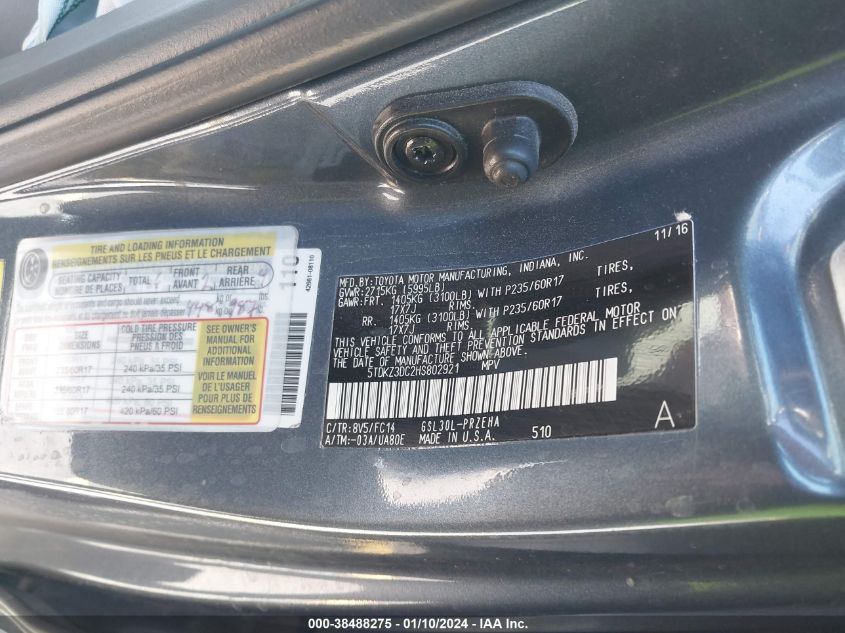 TIRE AND LOADING INFORMATION
RENSEIGNEMENTS SUR LES PNEUS ET LE CHARGEMENT
SEATING CAPACITY
NOMBRE DE PLACES
TOTAL
FRONT
AVANT
REAR
ARRIÈRE
COLD TIRE PRESSURE
PRESSION DES
PNEUS À FROID
240 kPa/35 PSI
240 kPa/35 PSI
420 kPa/60 PSI
SEE OWNER'S
MANUAL FOR
ADDITIONAL
INFORMATION
VOIR LE MANUEL
DE L'USAGER
POUR PLUS DE
RENSEIGNEMENTS
110
42661-08110
11/16
MFD.BY:TOYOTA MOTOR MANUFACTURING, INDIANA, INC.
GVWR:2715KG (5995LB)
GAWR:FRT. 1405KG (3100LB) WITH P235/60R17 TIRES,
17X7J RIMS.
RR. 1405KG (3100LB) WITH P235/60R17 TIRES,
17X7J RIMS.
THIS VEHICLE CONFORMS TO ALL APPLICABLE FEDERAL MOTOR
VEHICLE SAFETY AND THEFT PREVENTION STANDARDS IN EFFECT ON
THE DATE OF MANUFACTURE SHOWN ABOVE.
5TDKZ3DC2HS802921 MPV
C/TR:8V5/FC14 GSL30L-PRZEHA
A/TM:-03A/UA80E MADE IN U.S.A. 510
A
000-38488275 - 01/10/2024 - IAA Inc.